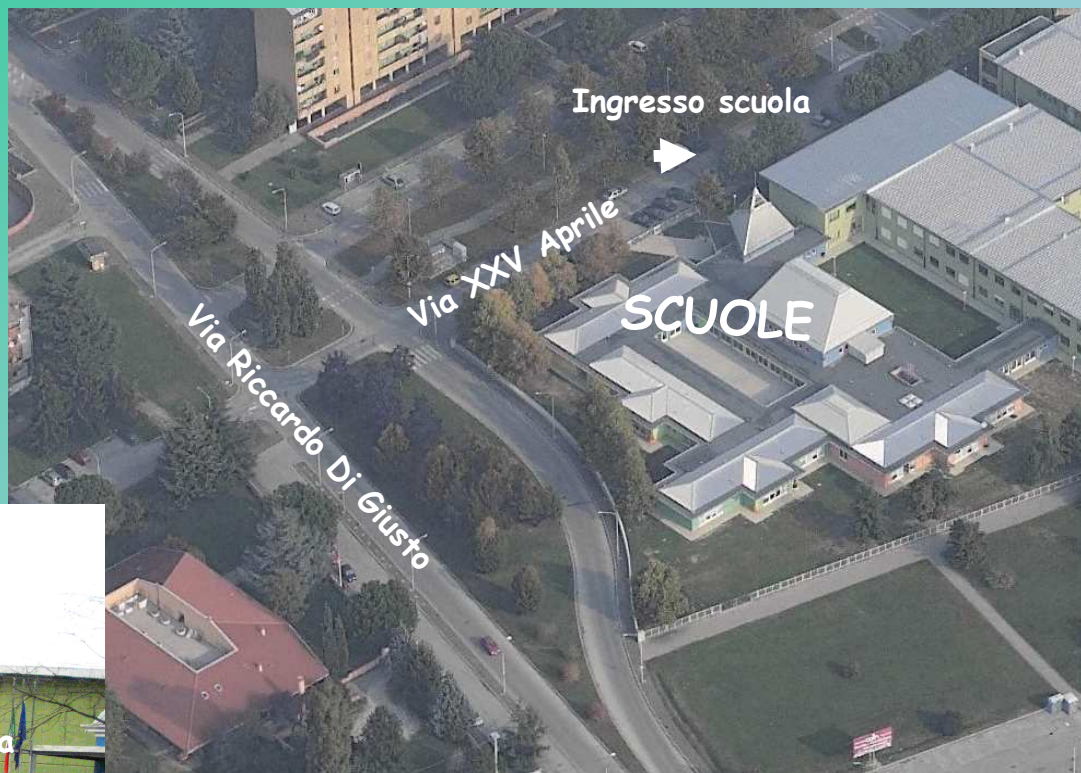 Ingresso scuola
Via XXV Aprile
SCUOLE
Via Riccardo Di Giusto
a